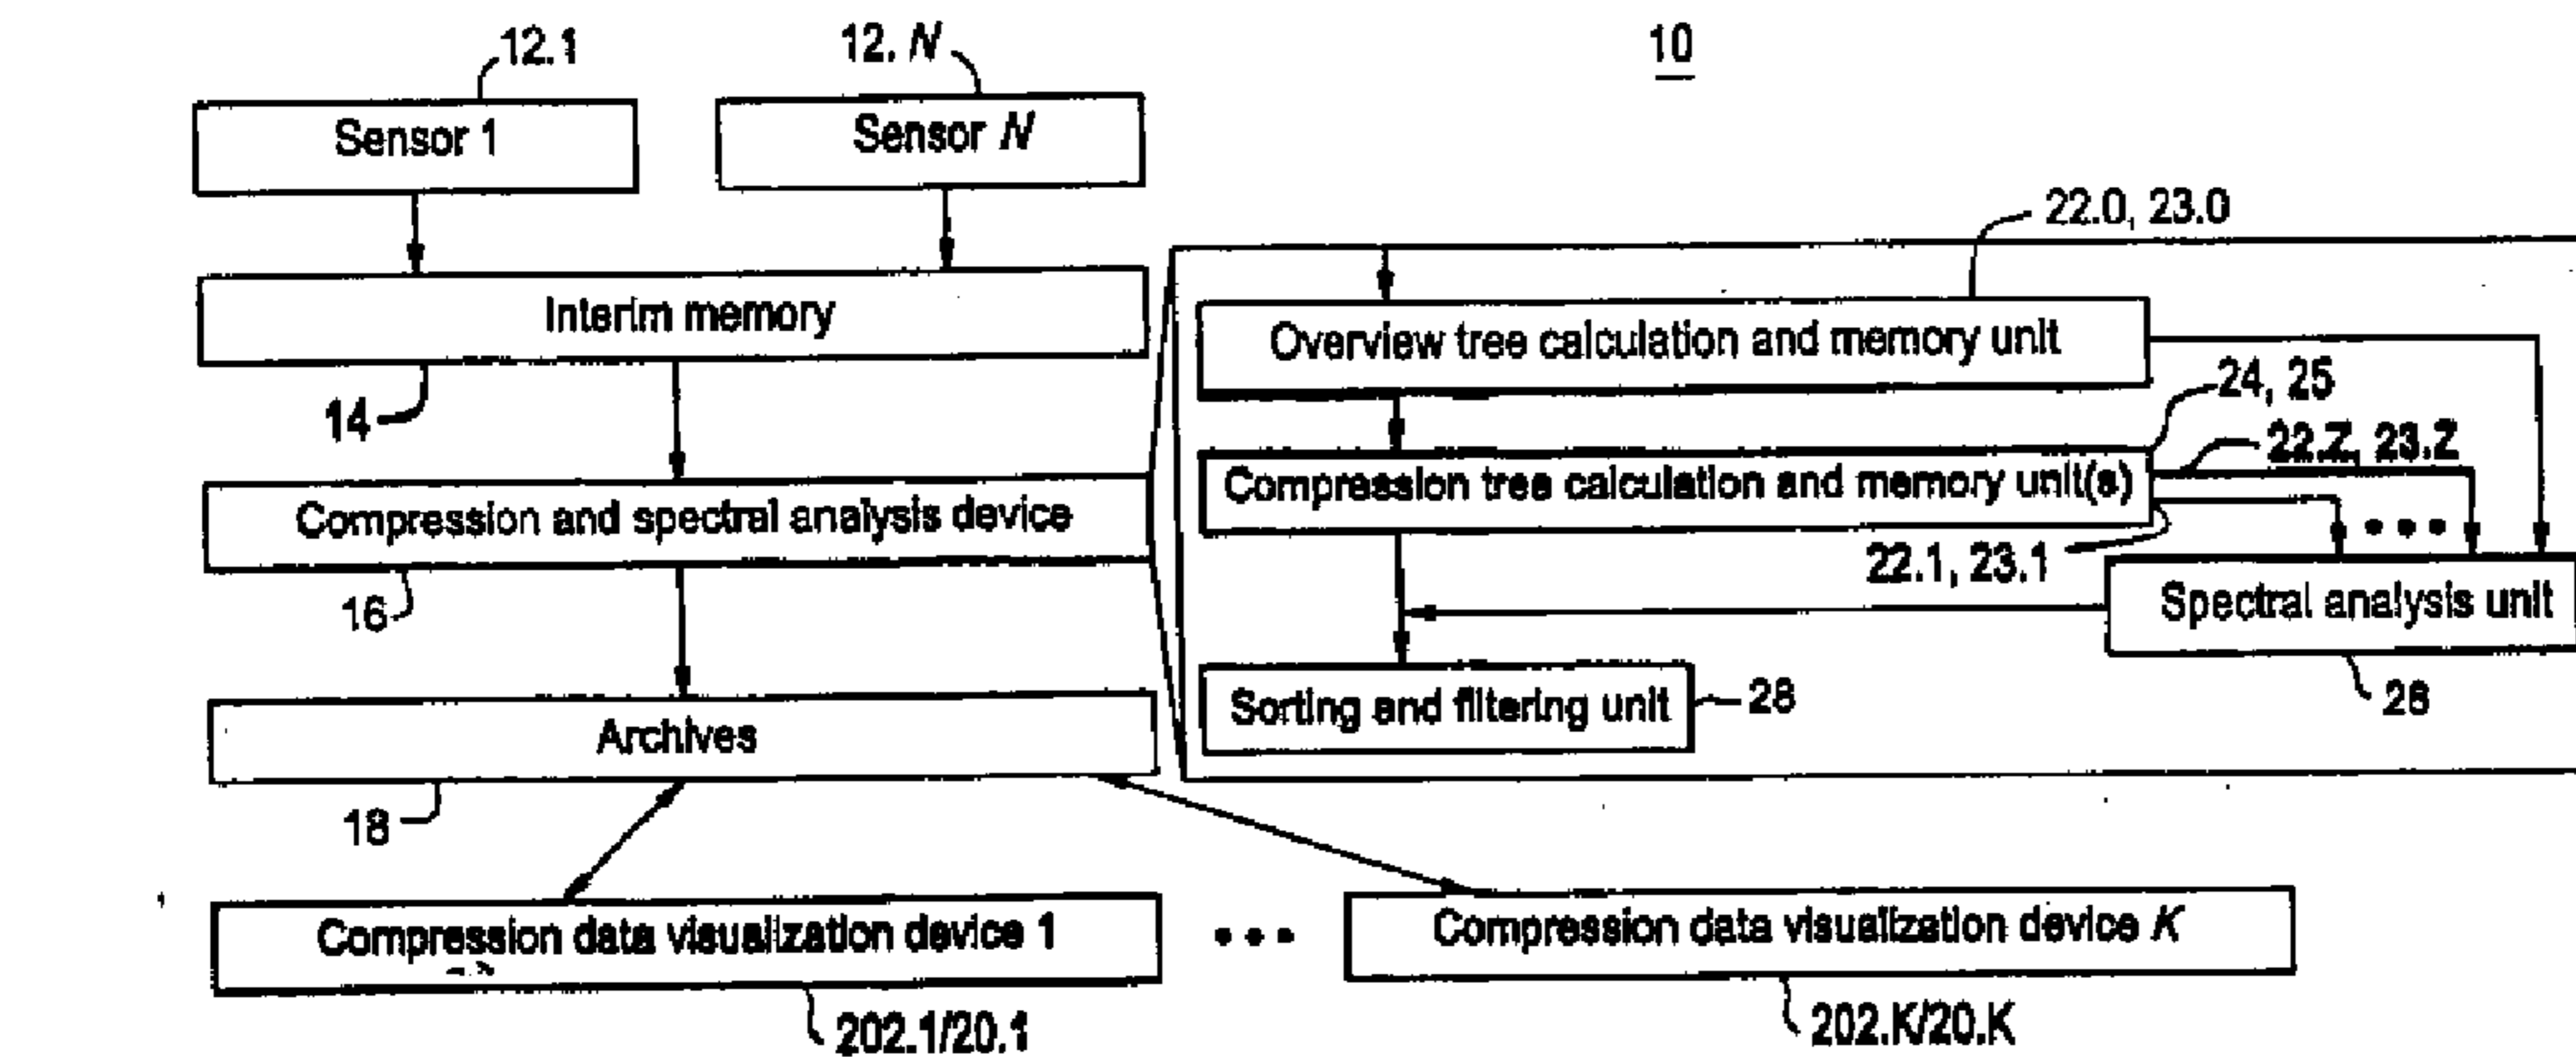 12.1
12. N
10
Sensor 1
Sensor N
22.0, 23.0
Interim memory
Overview tree calculation and memory unit
14
24, 25
22.Z, 23.Z
Compression tree calculation and memory unit(s)
Compression and spectral analysis device
22.1, 23.1
16
Spectral analysis unit
Sorting and filtering unit
28
26
Archives
18
Compression data visualization device 1
Compression data visualization device K
202.1/20.1
202.K/20.K